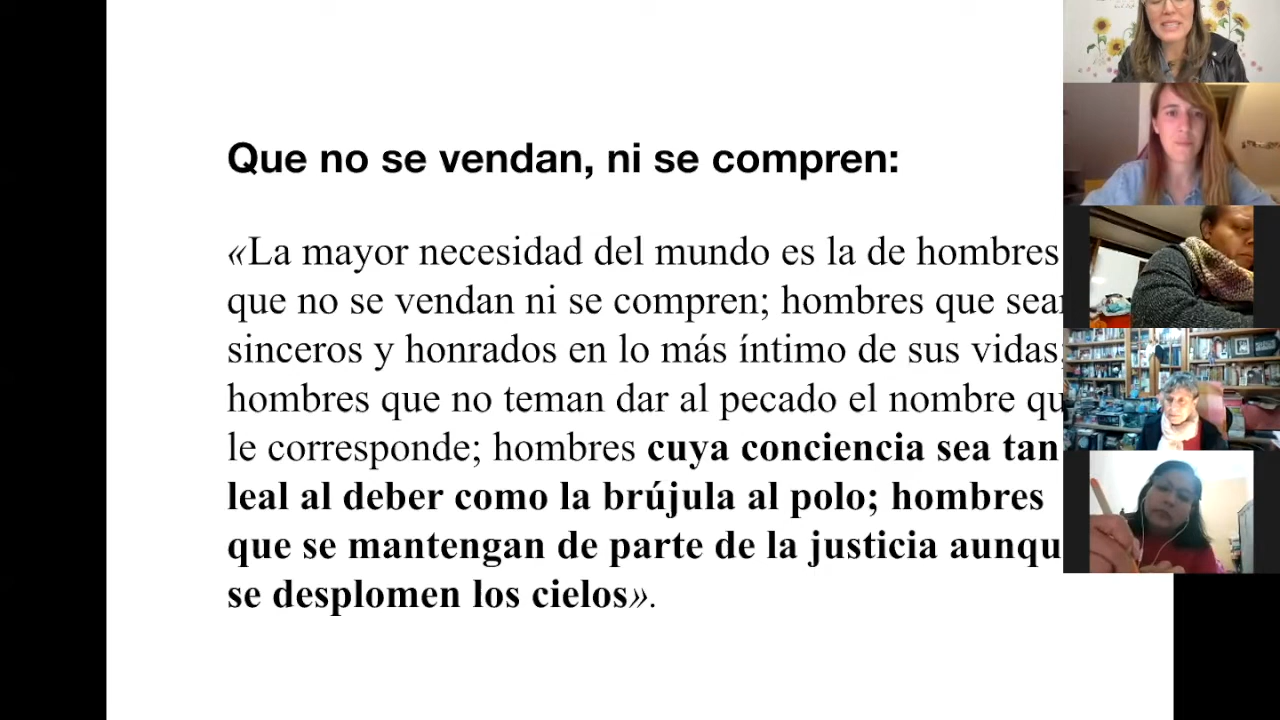 Que no se vendan, ni se compren:
«La mayor necesidad del mundo es la de hombres
que no se vendan ni se compren; hombres que sean
sinceros y honrados en lo más íntimo de sus vidas;
hombres que no teman dar al pecado el nombre qu
le corresponde; hombres cuya conciencia sea tan
leal al deber como la brújula al polo; hombres
que se mantengan de parte de la justicia aunqu
se desplomen los cielos».